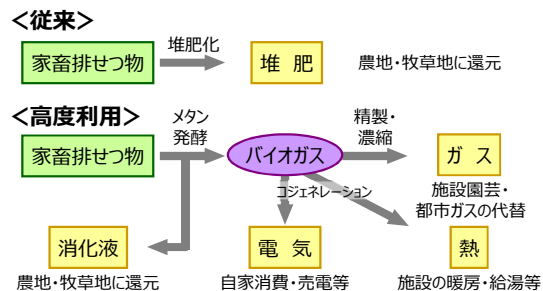 ＜従来＞
家畜排せつ物
堆肥化
堆 肥
農地・牧草地に還元
＜高度利用＞
家畜排せつ物
メタン
発酵
バイオガス
精製・
濃縮
ガ ス
施設園芸・
都市ガスの代替
コジェネレーション
消化液
農地・牧草地に還元
電 気
自家消費・売電等
熱
施設の暖房・給湯等